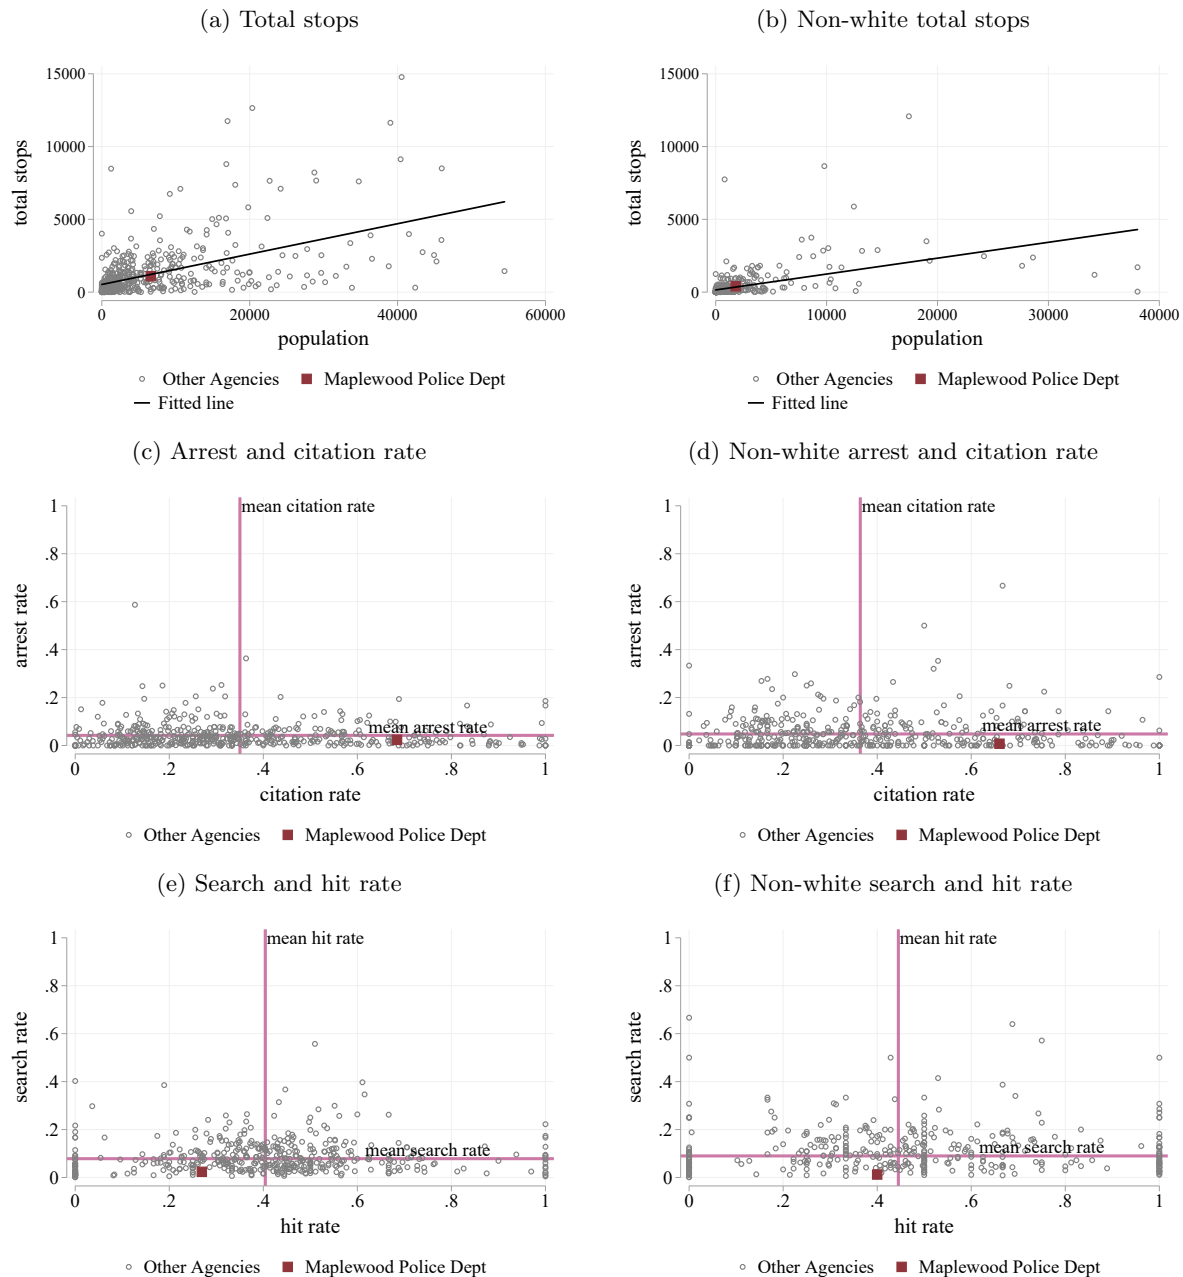 (a) Total stops
(b) Non-white total stops
total stops
15000
10000
5000
0
0 20000 40000 60000
population
Other Agencies Maplewood Police Dept
Fitted line
total stops
15000
10000
5000
0
0 10000 20000 30000 40000
population
Other Agencies Maplewood Police Dept
Fitted line
(c) Arrest and citation rate
(d) Non-white arrest and citation rate
arrest rate
1
.8
.6
.4
.2
0
mean citation rate
mean arrest rate
0 .2 .4 .6 .8 1
citation rate
Other Agencies Maplewood Police Dept
arrest rate
1
.8
.6
.4
.2
0
mean citation rate
mean arrest rate
0 .2 .4 .6 .8 1
citation rate
Other Agencies Maplewood Police Dept
(e) Search and hit rate
(f) Non-white search and hit rate
search rate
1
.8
.6
.4
.2
0
mean hit rate
mean search rate
0 .2 .4 .6 .8 1
hit rate
Other Agencies Maplewood Police Dept
search rate
1
.8
.6
.4
.2
0
mean hit rate
mean search rate
0 .2 .4 .6 .8 1
hit rate
Other Agencies Maplewood Police Dept